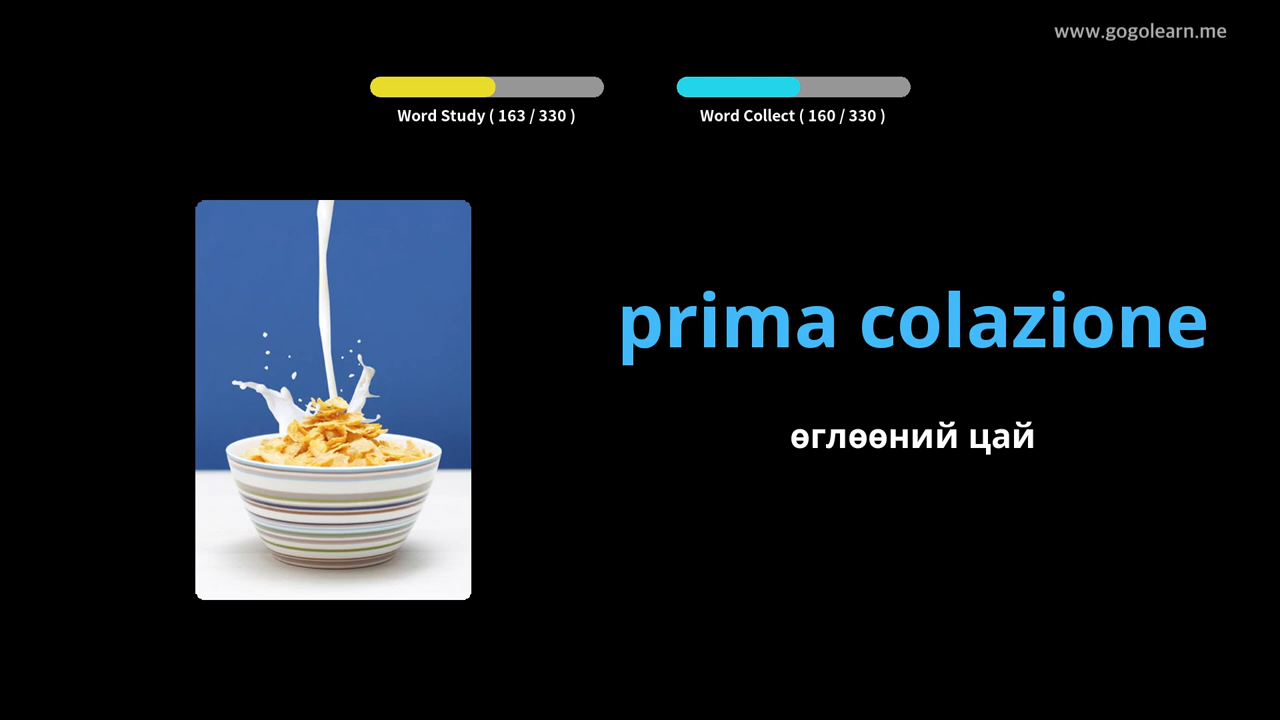 www.gogolearn.me
Word Study ( 163 / 330 )
Word Collect ( 160 / 330 )
prima colazione
өглөөний цай